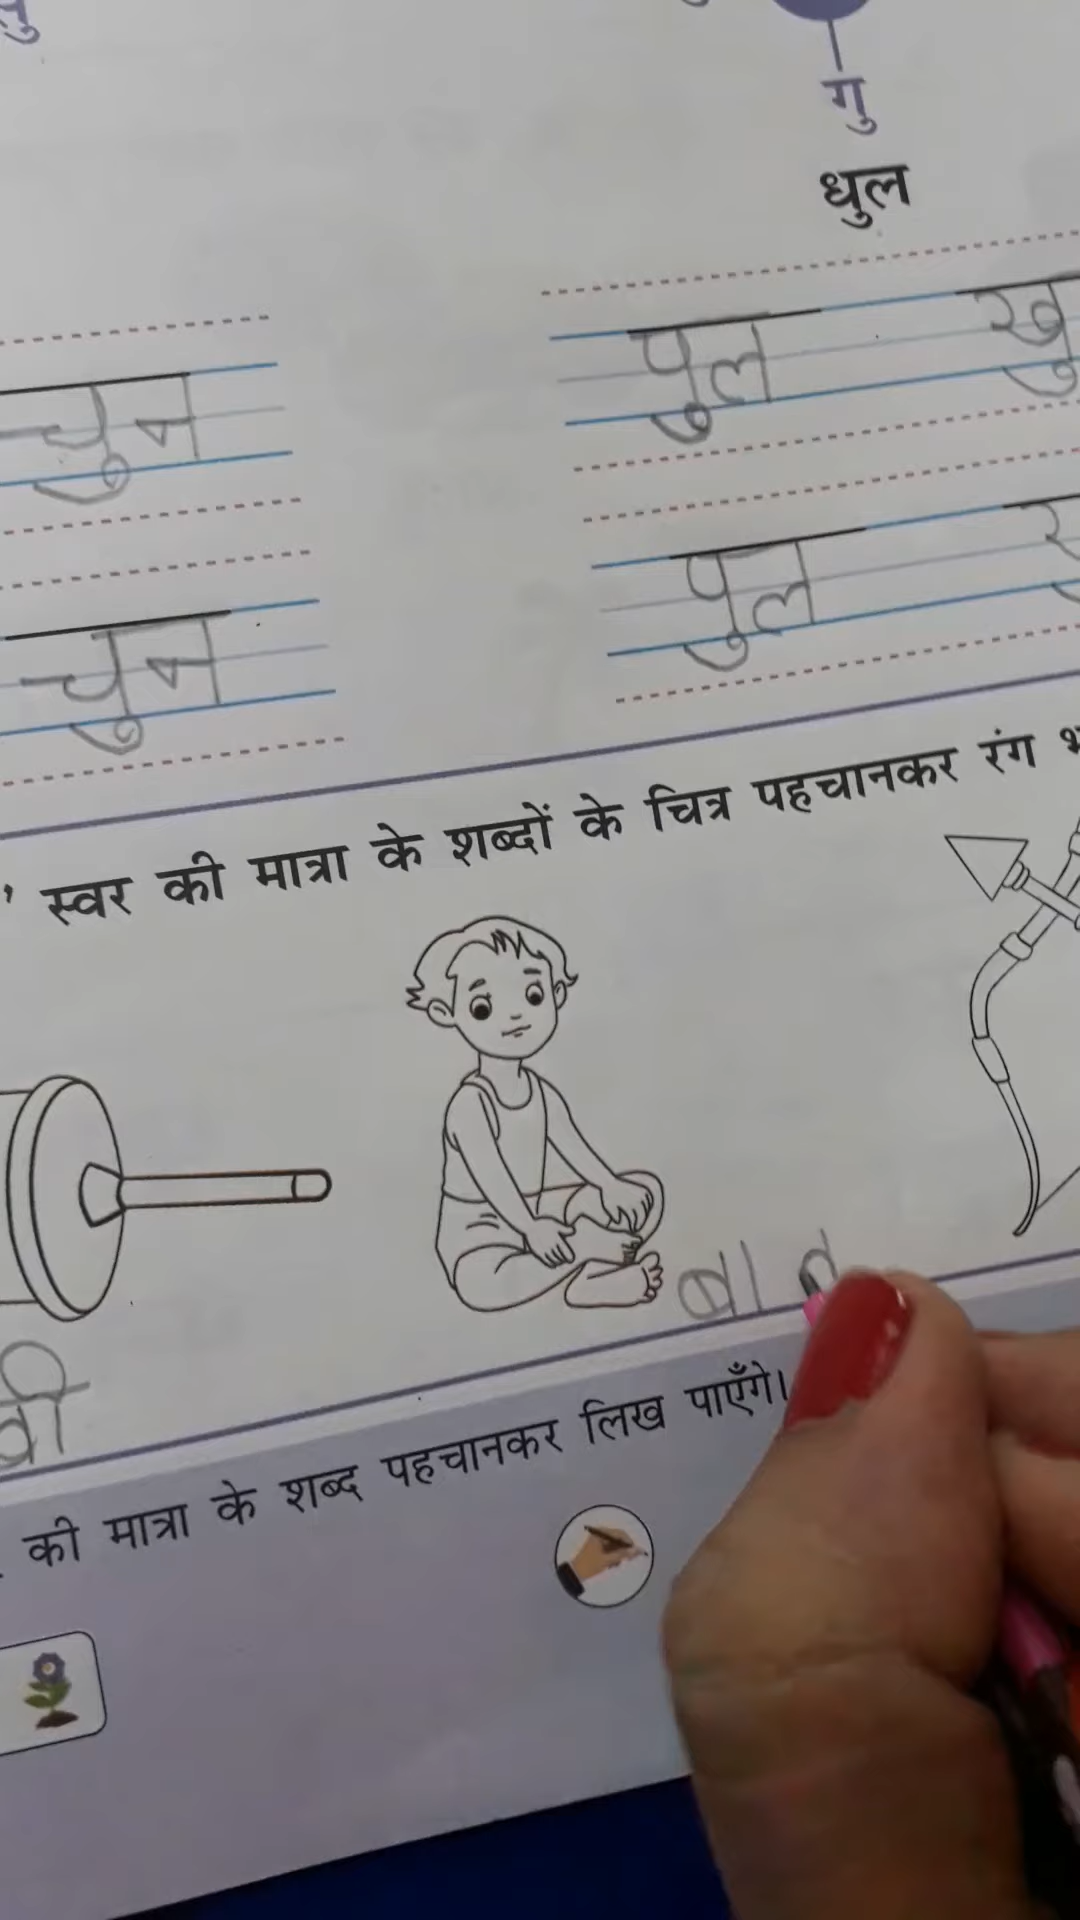 गु
धुल
चुन
पुल
चुन
पुल
स्वर की मात्रा के शब्दों के चित्र पहचानकर रंग
बा
की मात्रा के शब्द पहचानकर लिख पाएँगे।